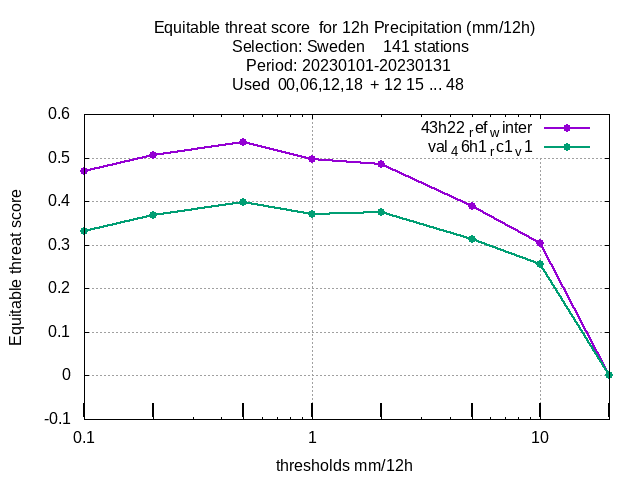 Equitable threat score  for 12h Precipitation (mm/12h)
Selection: Sweden    141 stations
Period: 20230101-20230131
Used  00,06,12,18  + 12 15 ... 48
43h22_ref_winter
val_46h1_rc1_v1
0.6
0.5
0.4
0.3
0.2
0.1
0
-0.1
Equitable threat score
0.1 1 10
thresholds mm/12h